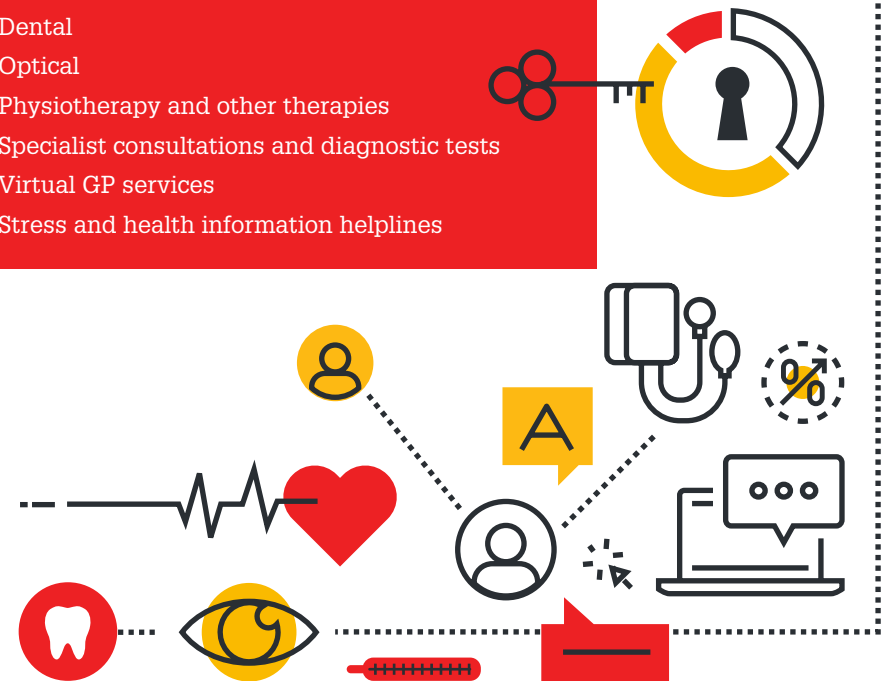 Dental
Optical
Physiotherapy and other therapies
Specialist consultations and diagnostic tests
Virtual GP services
Stress and health information helplines
A
%